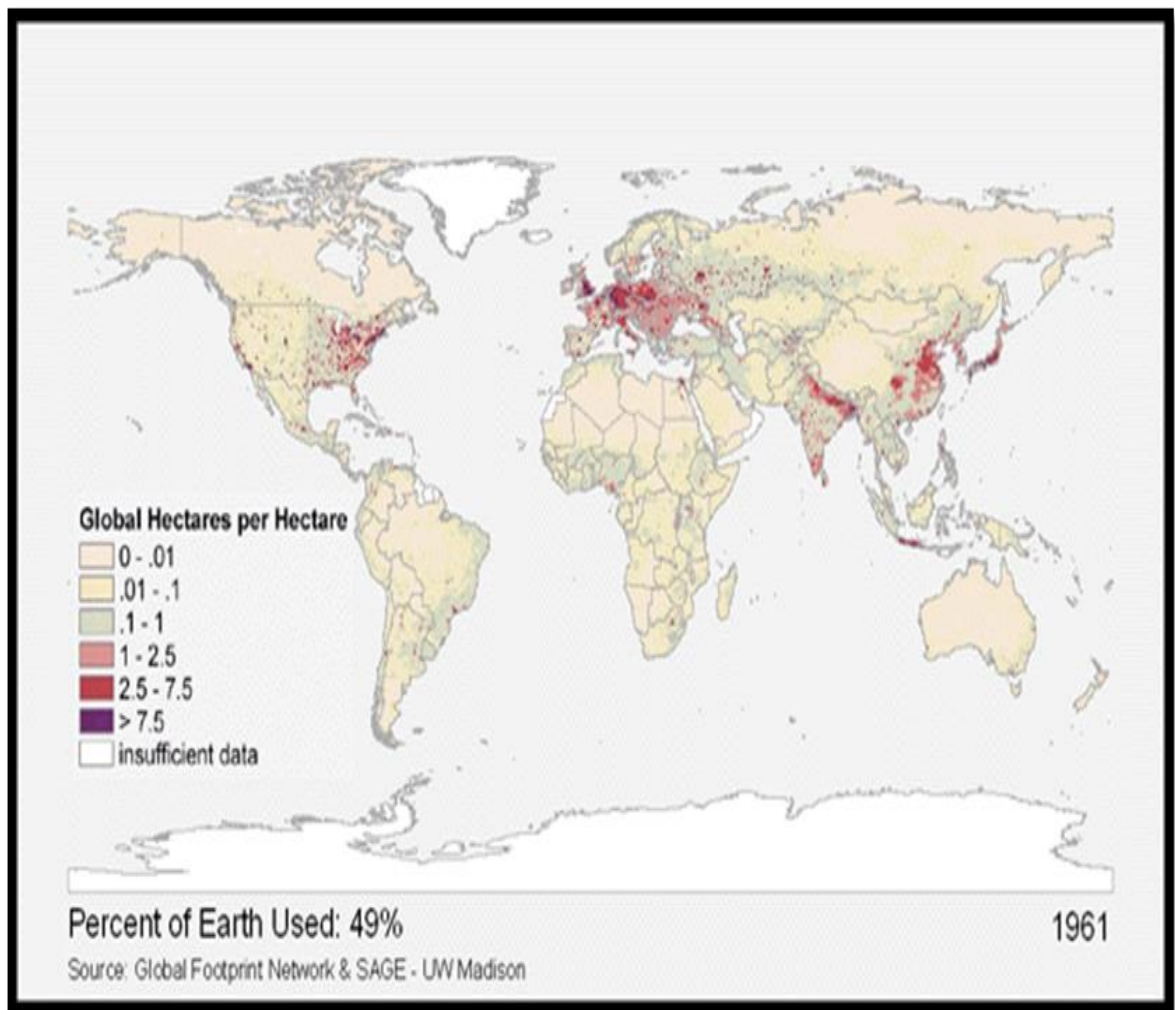 Global Hectares per Hectare
0 - .01
.01 - .1
.1 - 1
1 - 2.5
2.5 - 7.5
> 7.5
insufficient data
Percent of Earth Used: 49%
1961
Source: Global Footprint Network & SAGE - UW Madison